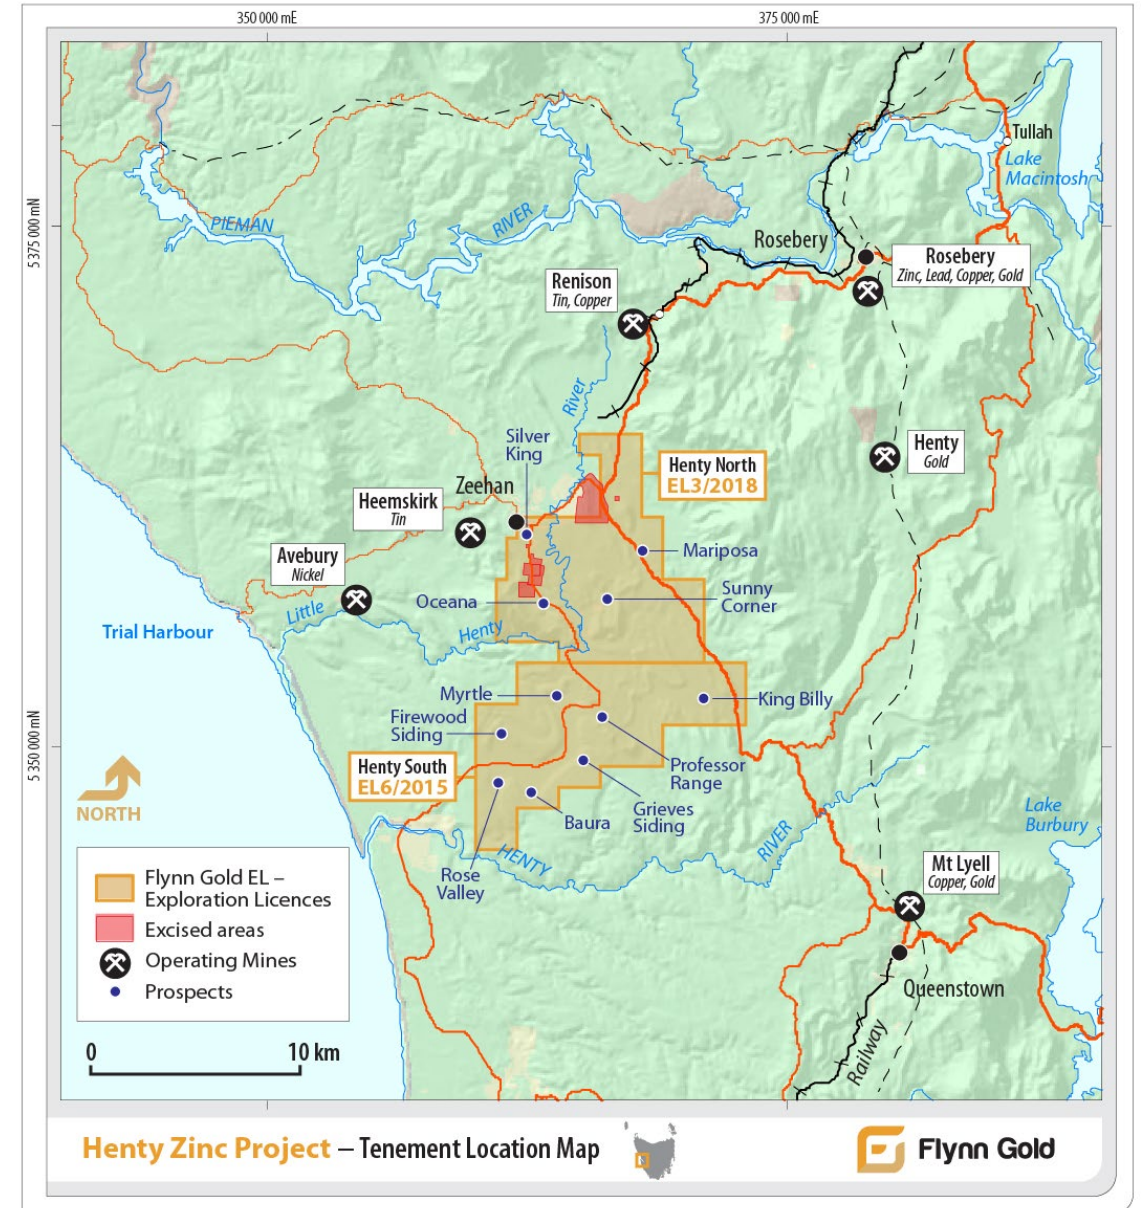 350 000 mE
375 000 mE
5375 000 mN
5 350 000 mN
Tullah
Lake
Macintosh
PIEMAN
RIVER
Rosebery
Rosebery
Zinc, Lead, Copper, Gold
Renison
Tin, Copper
River
Silver
King
Henty
Gold
Henty North
EL3/2018
Zeehan
Heemskirk
Tin
Avebury
Nickel
Mariposa
Sunny
Corner
Oceana
Little
Henty
Trial Harbour
Myrtle
King Billy
Firewood
Siding
Professor
Range
Henty South
EL6/2015
Grieves
Siding
Baura
Rose
Valley
HENTY
RIVER
Lake
Burbury
NORTH
Mt Lyell
Copper, Gold
Queenstown
Railway
Flynn Gold EL –
Exploration Licences
Excised areas
Operating Mines
Prospects
0
10 km
Henty Zinc Project – Tenement Location Map
Flynn Gold